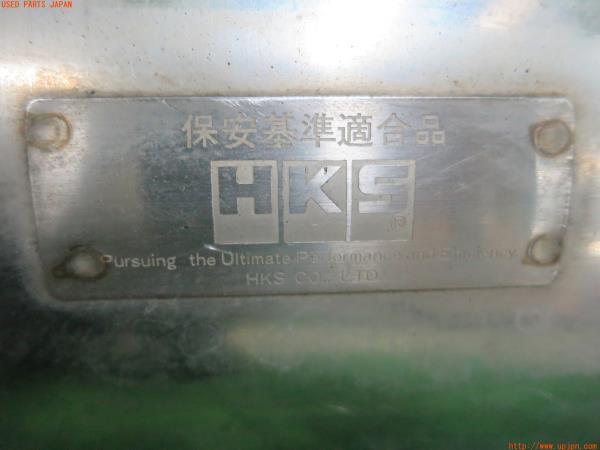 USED PARTS JAPAN
保安基準適合品
HKS ®
Pursuing the Ultimate Performance and Efficiency.
HKS CO., LTD.
http://www.upjpn.com